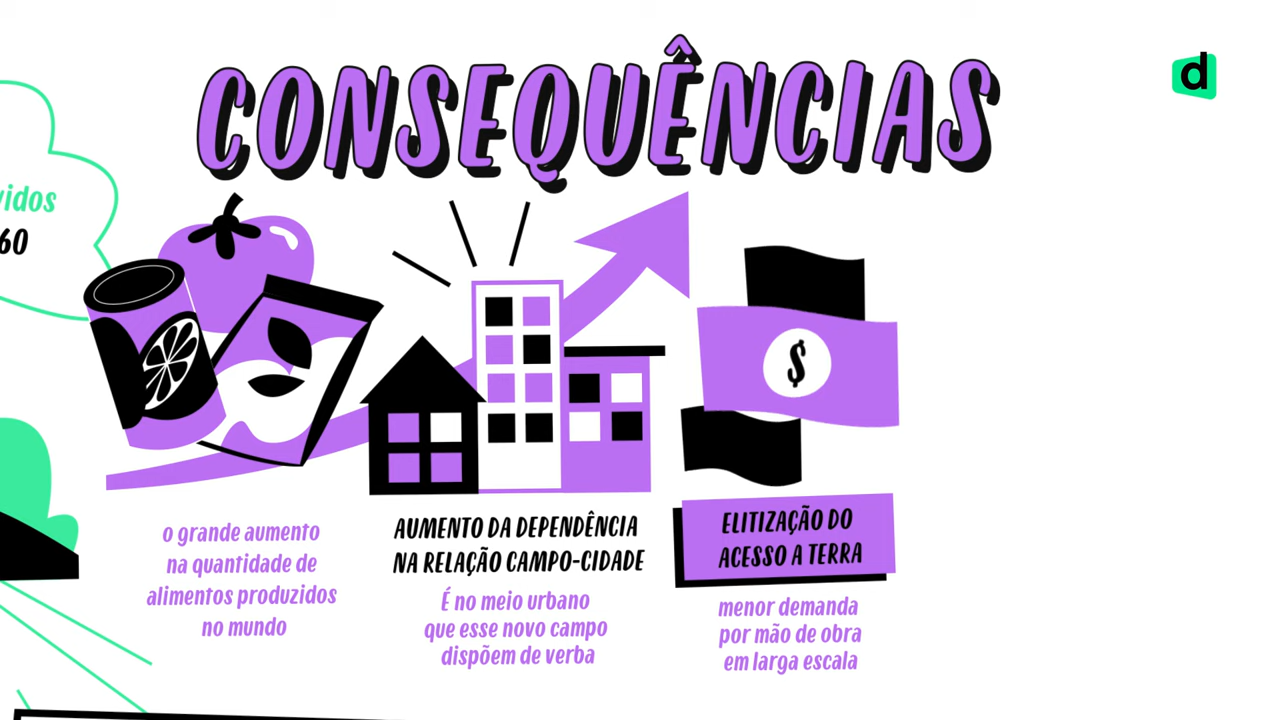 CONSEQUÊNCIAS
d
vidos
60
$
o grande aumento
na quantidade de
alimentos produzidos
no mundo
AUMENTO DA DEPENDÊNCIA
NA RELAÇÃO CAMPO-CIDADE
É no meio urbano
que esse novo campo
dispõem de verba
ELITIZAÇÃO DO
ACESSO A TERRA
menor demanda
por mão de obra
em larga escala